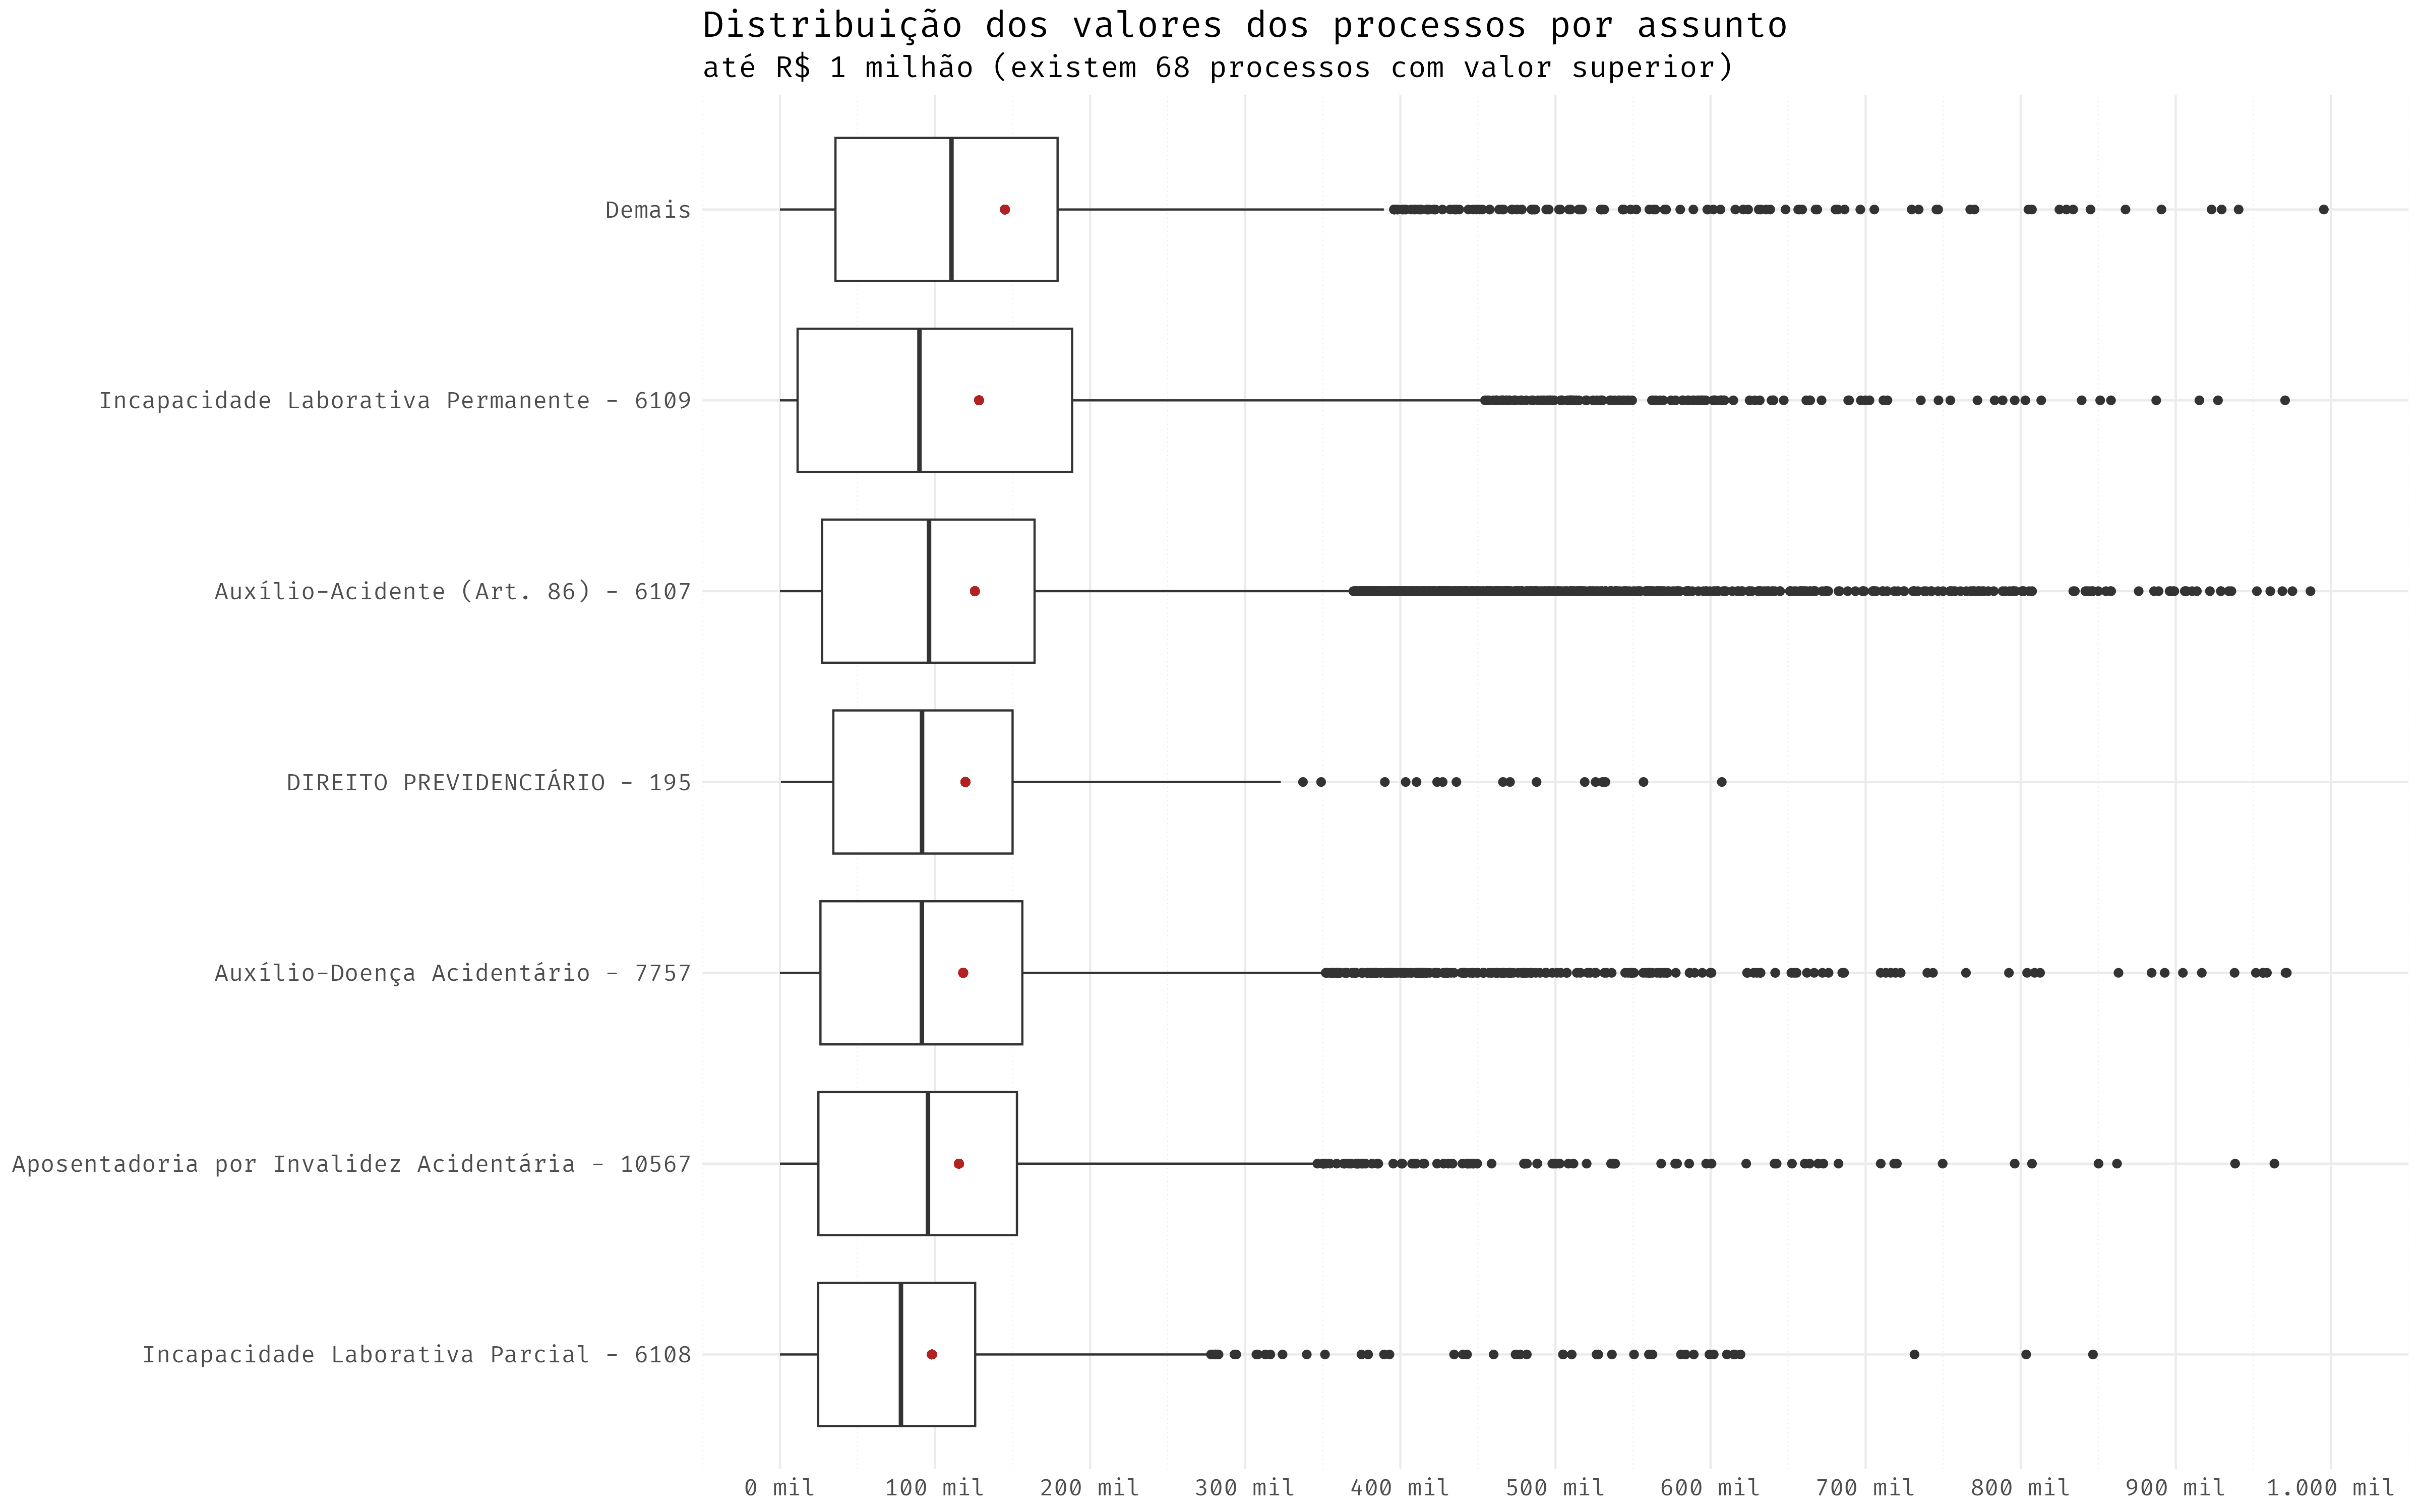 Distribuição dos valores dos processos por assunto
até R$ 1 milhão (existem 68 processos com valor superior)
Demais
Incapacidade Laborativa Permanente - 6109
Auxílio-Acidente (Art. 86) - 6107
DIREITO PREVIDENCIÁRIO - 195
Auxílio-Doença Acidentário - 7757
Aposentadoria por Invalidez Acidentária - 10567
Incapacidade Laborativa Parcial - 6108
0 mil 100 mil 200 mil 300 mil 400 mil 500 mil 600 mil 700 mil 800 mil 900 mil 1.000 mil